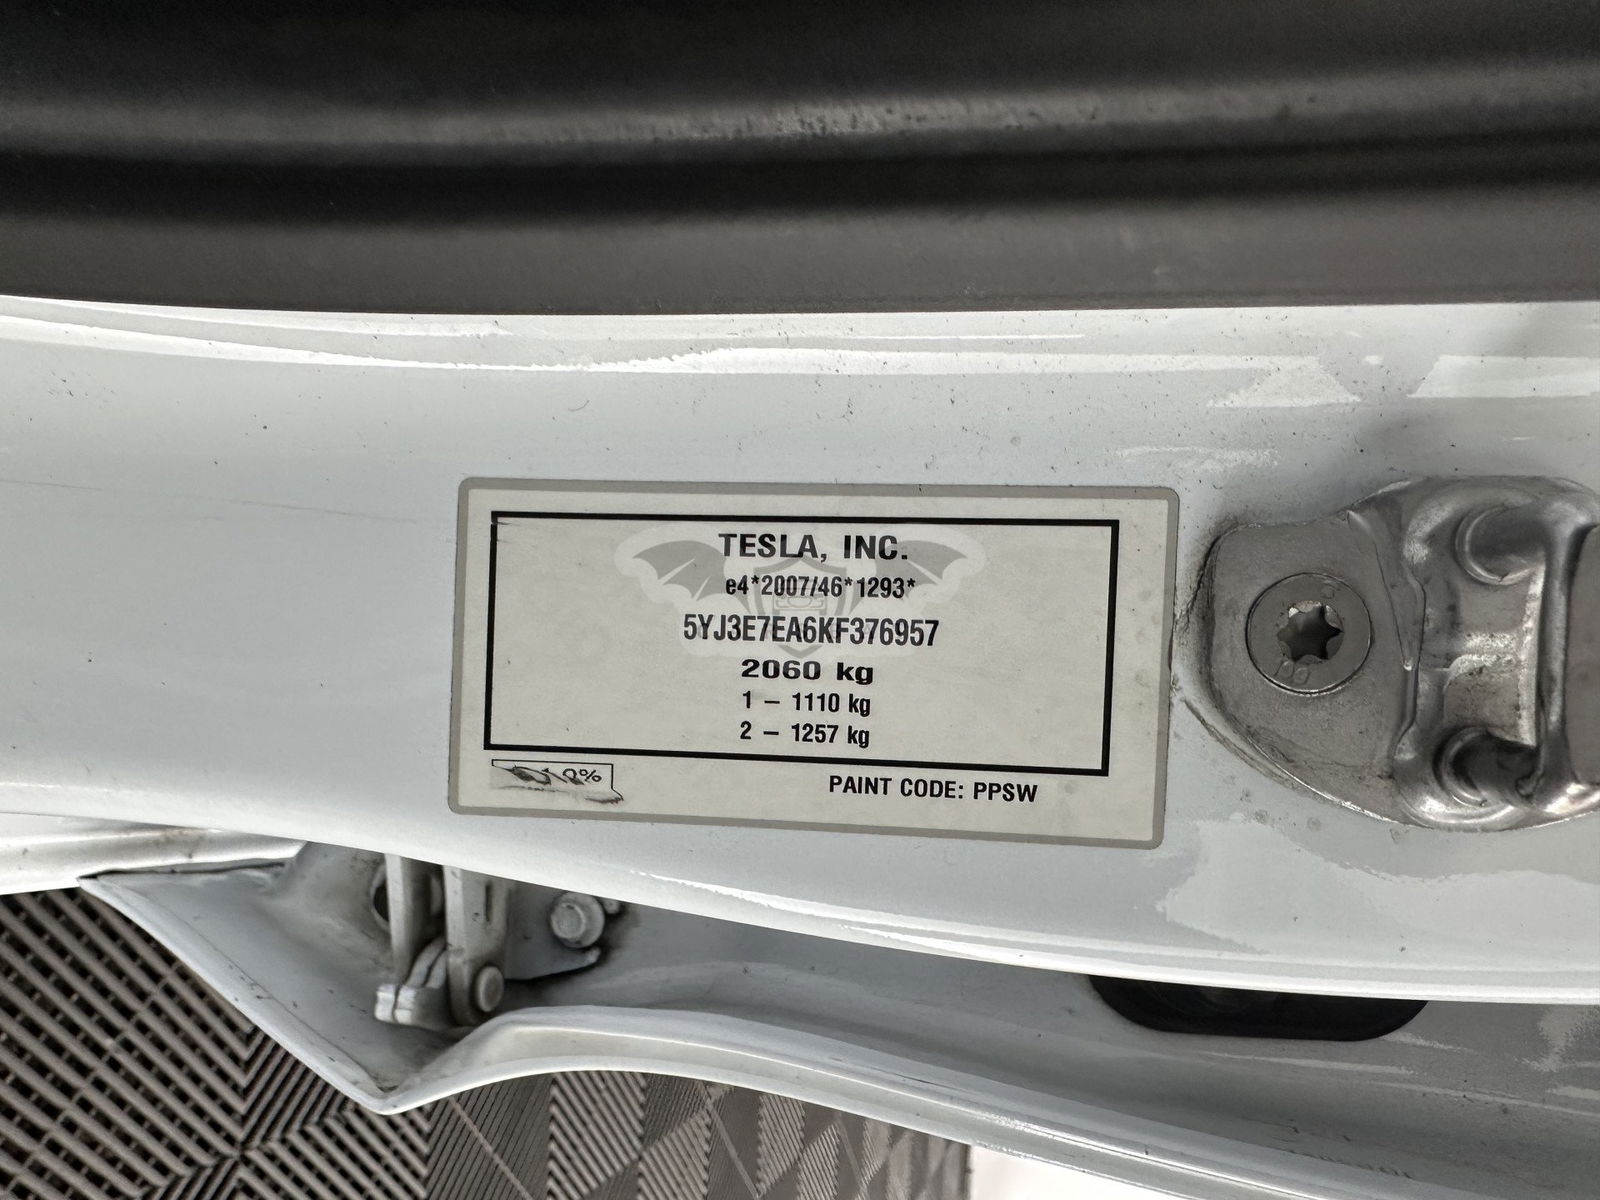 TESLA, INC.
e4*2007/46*1293*
5YJ3E7EA6KF376957
2060 kg
1 – 1110 kg
2 – 1257 kg
PAINT CODE: PPSW